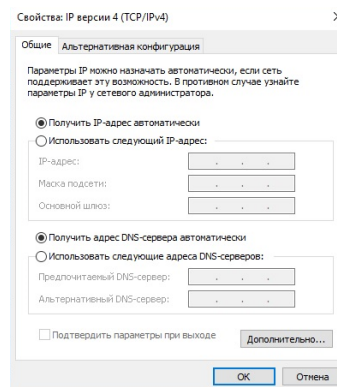 Свойства: IP версии 4 (TCP/IPv4)
Общие
Альтернативная конфигурация
Параметры IP можно назначать автоматически, если сеть
поддерживает эту возможность. В противном случае узнайте
параметры IP у сетевого администратора.
Получить IP-адрес автоматически
Использовать следующий IP-адрес:
IP-адрес:
Маска подсети:
Основной шлюз:
Получить адрес DNS-сервера автоматически
Использовать следующие адреса DNS-серверов:
Предпочитаемый DNS-сервер:
Альтернативный DNS-сервер:
Подтвердить параметры при выходе
Дополнительно...
ОК
Отмена